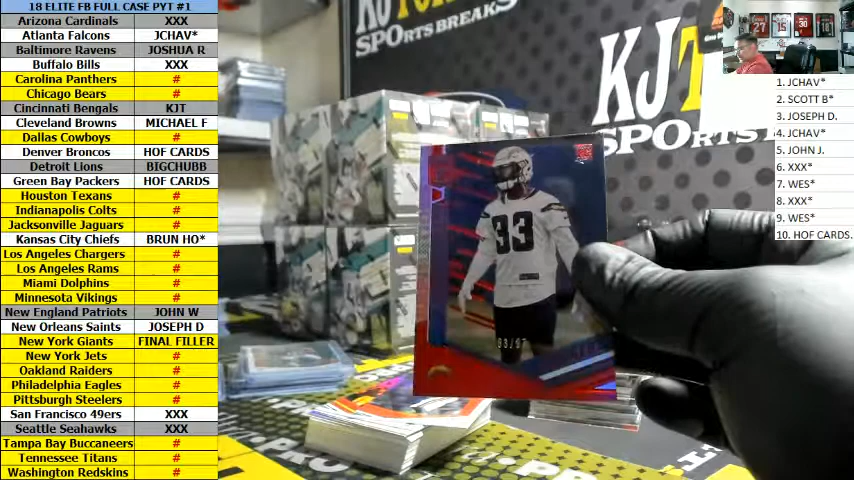 18 ELITE FB FULL CASE PYT #1
Arizona Cardinals XXX
Atlanta Falcons JCHAV*
Baltimore Ravens JOSHUA R
Buffalo Bills XXX
Carolina Panthers #
Chicago Bears #
Cincinnati Bengals KJT
Cleveland Browns MICHAEL F
Dallas Cowboys #
Denver Broncos HOF CARDS
Detroit Lions BIGCHUBB
Green Bay Packers HOF CARDS
Houston Texans #
Indianapolis Colts #
Jacksonville Jaguars #
Kansas City Chiefs BRUN HO*
Los Angeles Chargers #
Los Angeles Rams #
Miami Dolphins #
Minnesota Vikings #
New England Patriots JOHN W
New Orleans Saints JOSEPH D
New York Giants FINAL FILLER
New York Jets #
Oakland Raiders #
Philadelphia Eagles #
Pittsburgh Steelers #
San Francisco 49ers XXX
Seattle Seahawks XXX
Tampa Bay Buccaneers #
Tennessee Titans #
Washington Redskins #
SPORTS BREAKS
KJT
SPORTS
33
27
15
30
18
1. JCHAV*
2. SCOTT B*
3. JOSEPH D.
4. JCHAV*
5. JOHN J.
6. XXX*
7. WES*
8. XXX*
9. WES*
10. HOF CARDS.